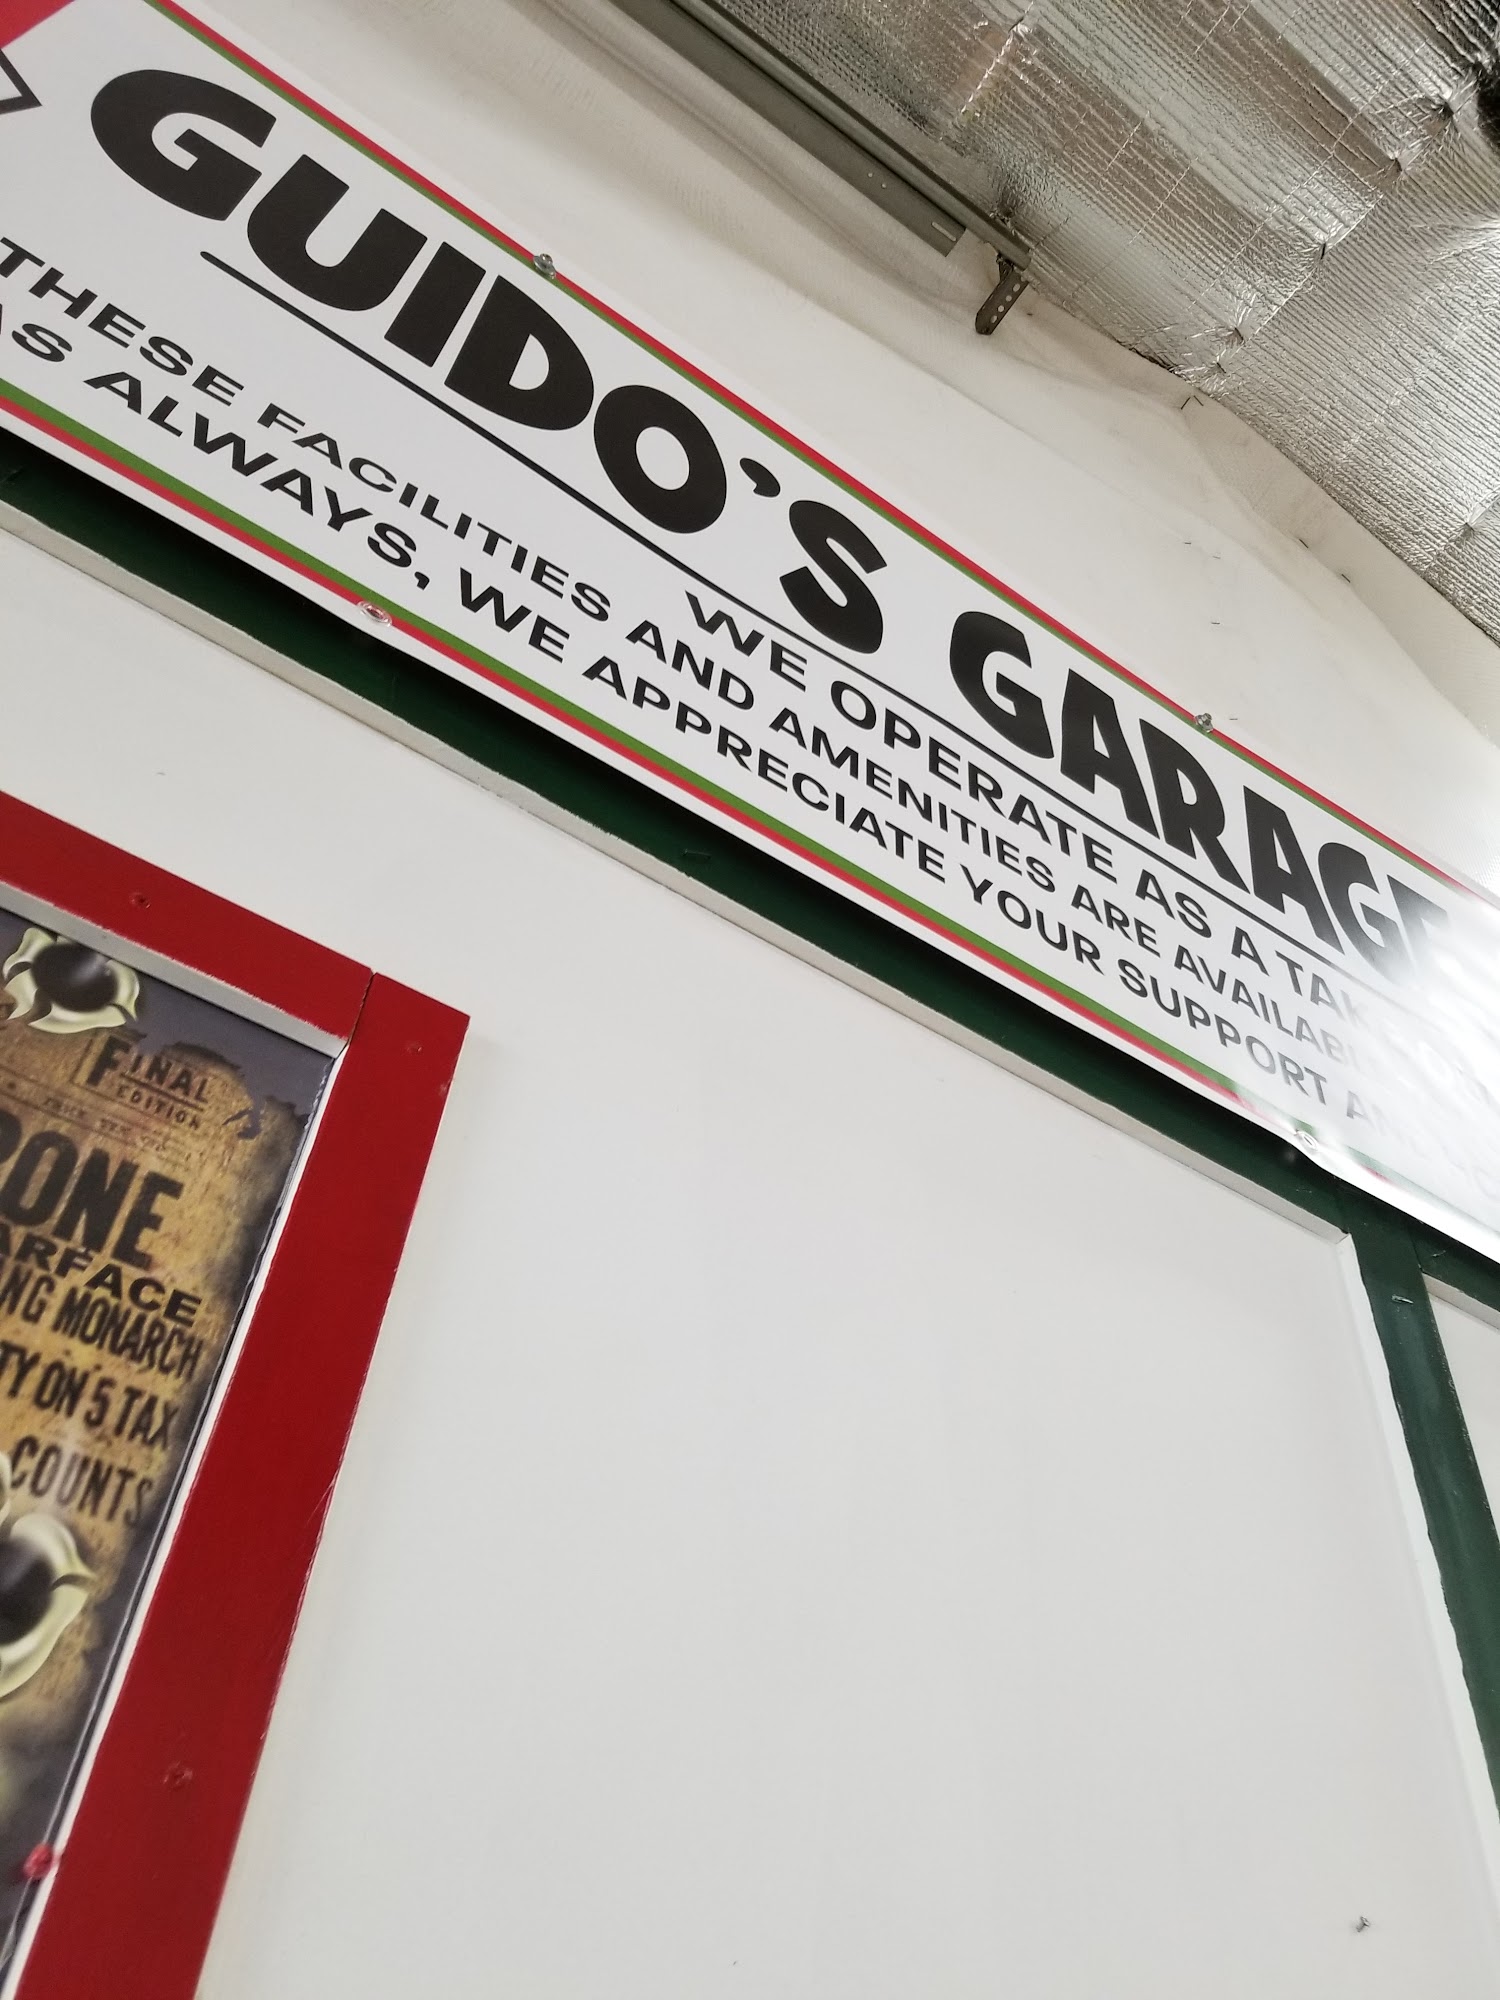 GUIDO'S GARAGE
WE OPERATE AS A
THESE FACILITIES AND AMENITIES ARE
AS ALWAYS, WE APPRECIATE YOUR SUPPORT
FINAL
EDITION
MONARCH
ON 5 TAX
COUNTS